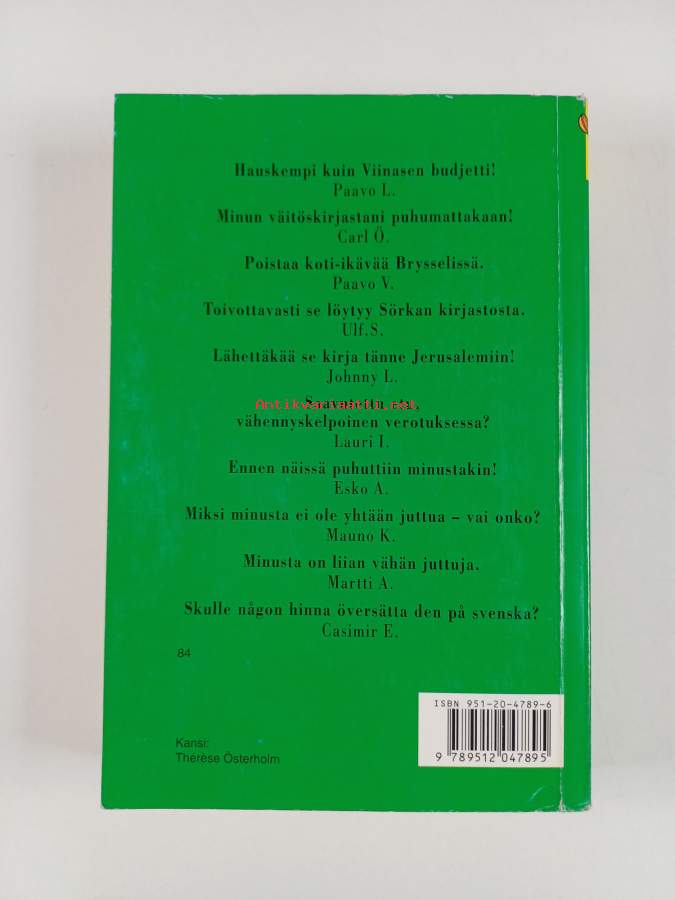 Hauskempi kuin Viinasen budjetti!
Paavo L.
Minun väitöskirjastani puhumattakaan!
Carl Ö.
Poistaa koti-ikävää Brysselissä.
Paavo V.
Toivottavasti se löytyy Sörkan kirjastosta.
Ulf.S.
Lähettäkää se kirja tänne Jerusalemiin!
Johnny L.
Antikvariaattu.net
vähennyskelpoinen verotuksessa?
Lauri I.
Ennen näissä puhuttiin minustakin!
Esko A.
Miksi minusta ei ole yhtään juttua – vai onko?
Mauno K.
Minusta on liian vähän juttuja.
Martti A.
Skulle någon hinna översätta den på svenska?
Casimir E.
84
ISBN 951-20-4789-6
Kansi:
Thérèse Österholm
9 789512 047895